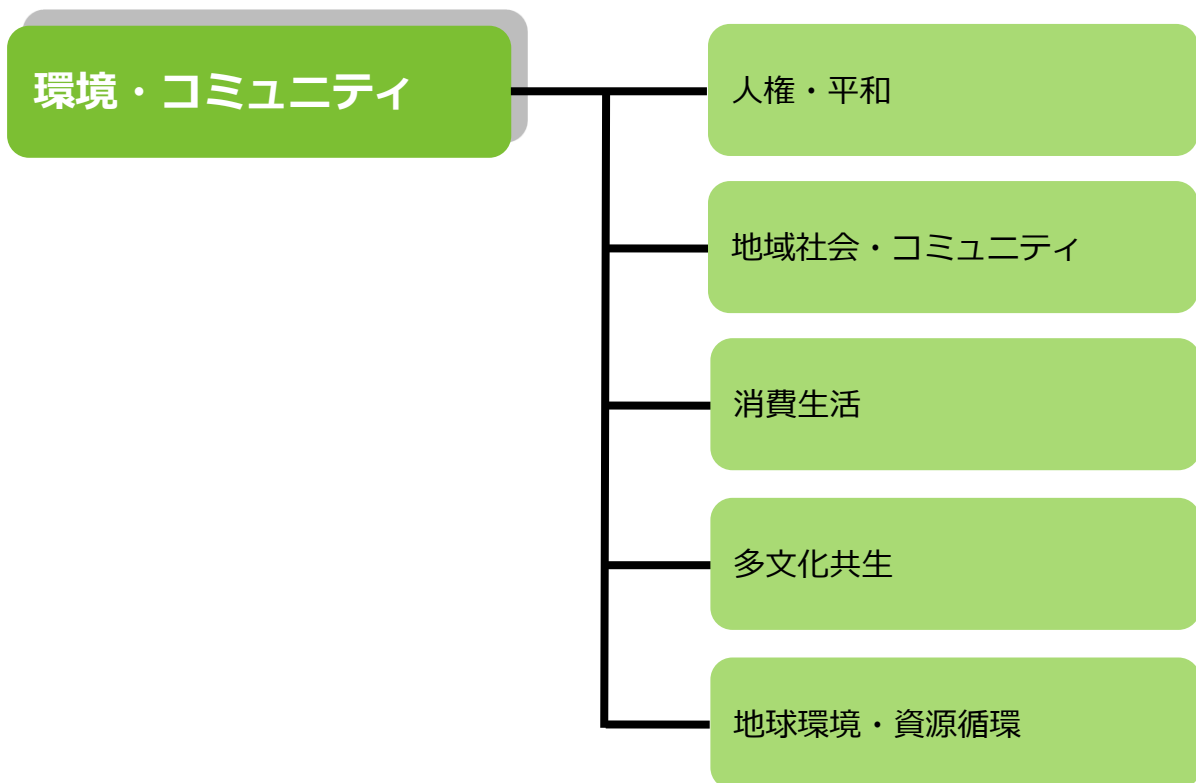 環境・コミュニティ
人権・平和
地域社会・コミュニティ
消費生活
多文化共生
地球環境・資源循環